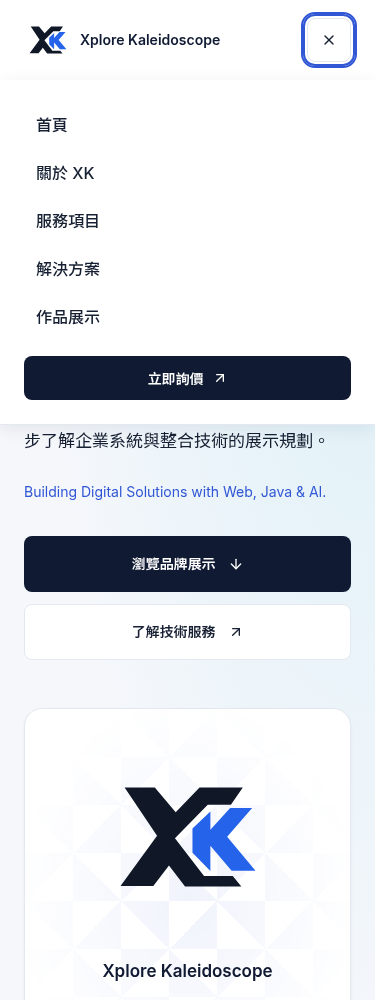 Xplore Kaleidoscope
首頁
關於 XK
服務項目
解決方案
作品展示
立即詢價
步了解企業系統與整合技術的展示規劃。
Building Digital Solutions with Web, Java & AI.
瀏覽品牌展示
了解技術服務
XK
Xplore Kaleidoscope